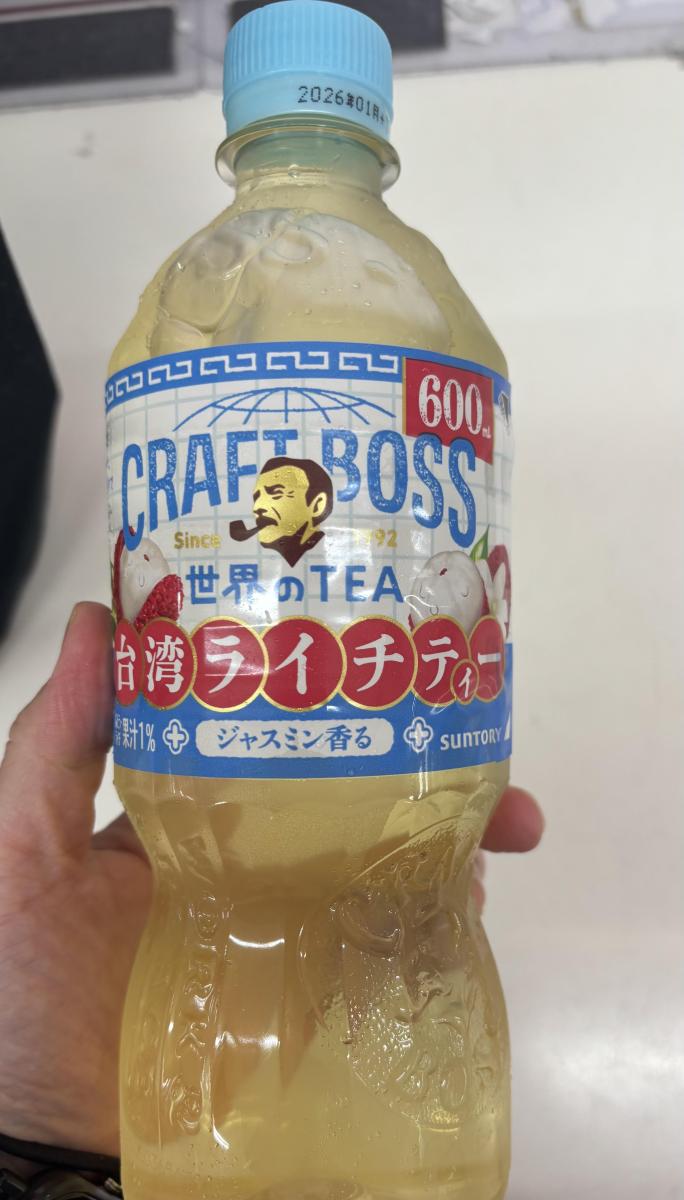 2026年01月
600ml
CRAFT BOSS
Since 1992
世界のTEA
台湾ライチティー
果汁1%
ジャスミン香る
SUNTORY